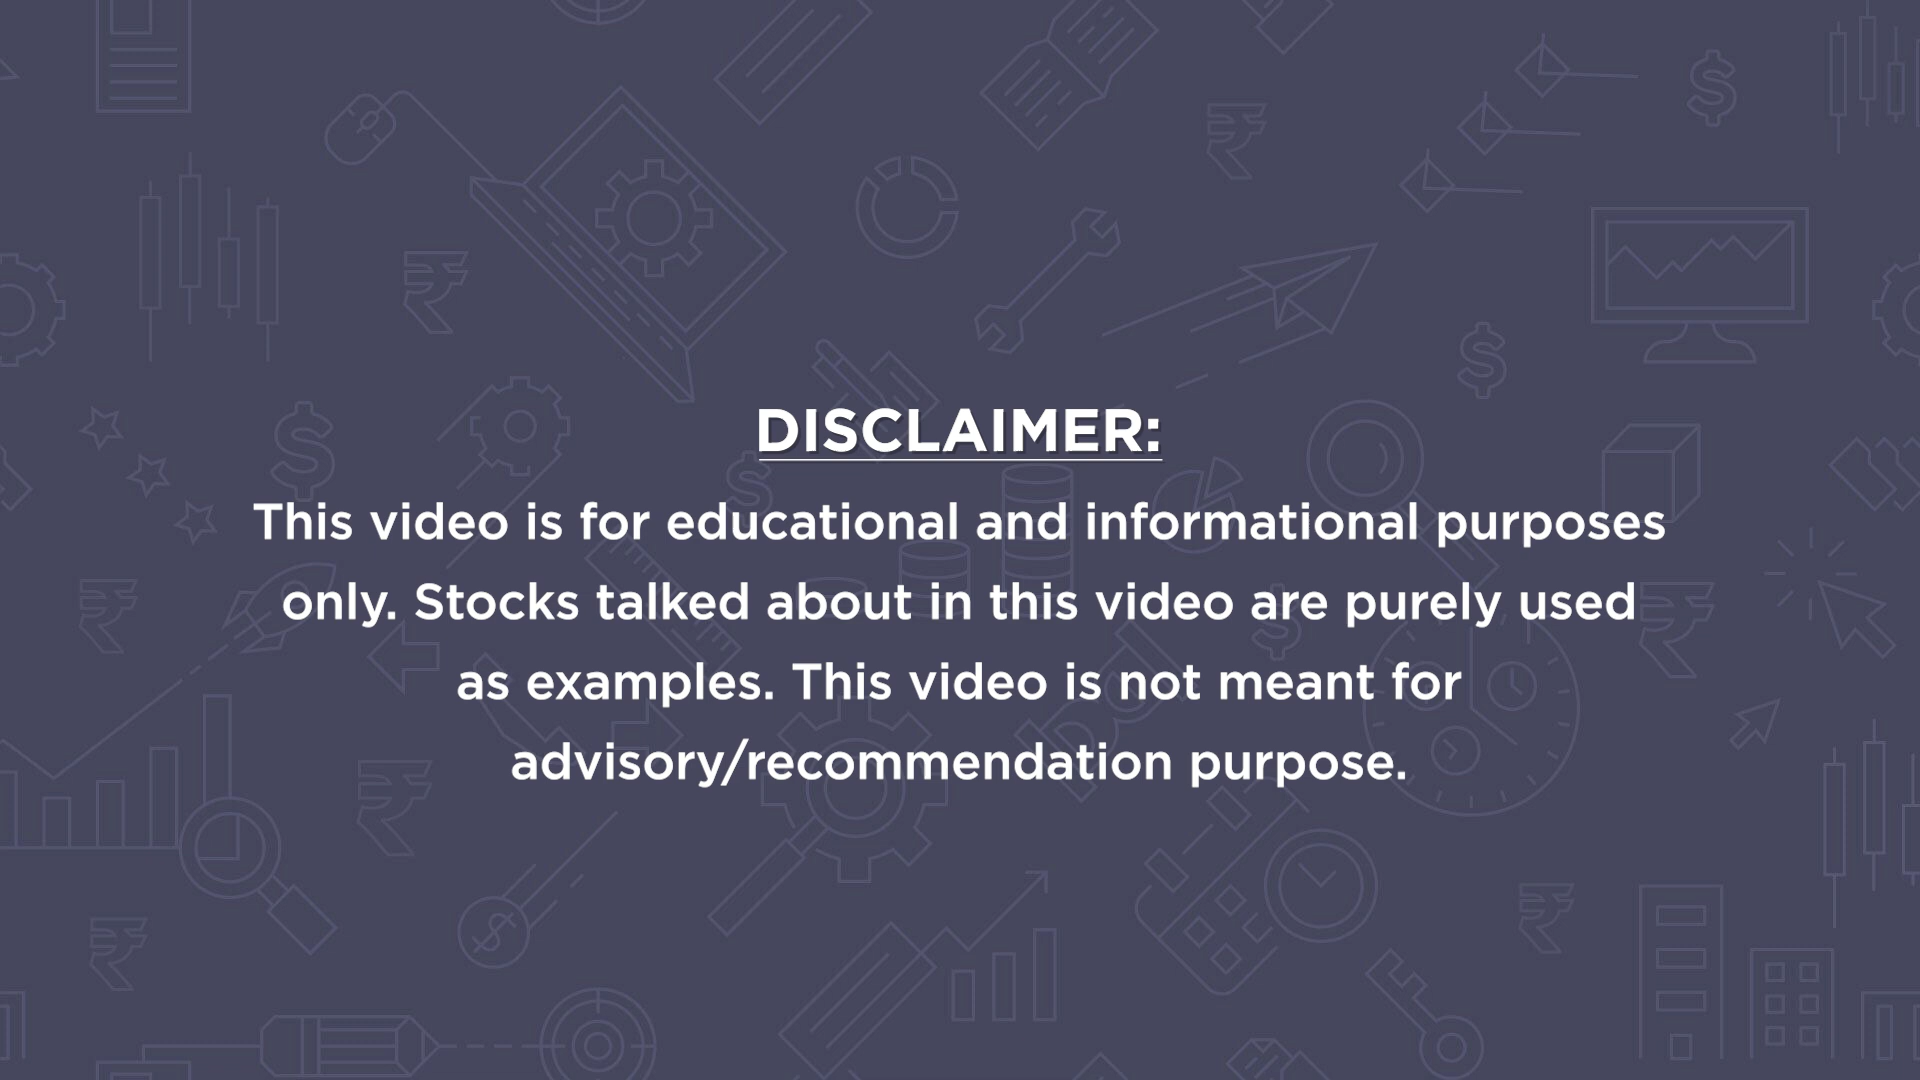 DISCLAIMER:
This video is for educational and informational purposes
only. Stocks talked about in this video are purely used
as examples. This video is not meant for
advisory/recommendation purpose.